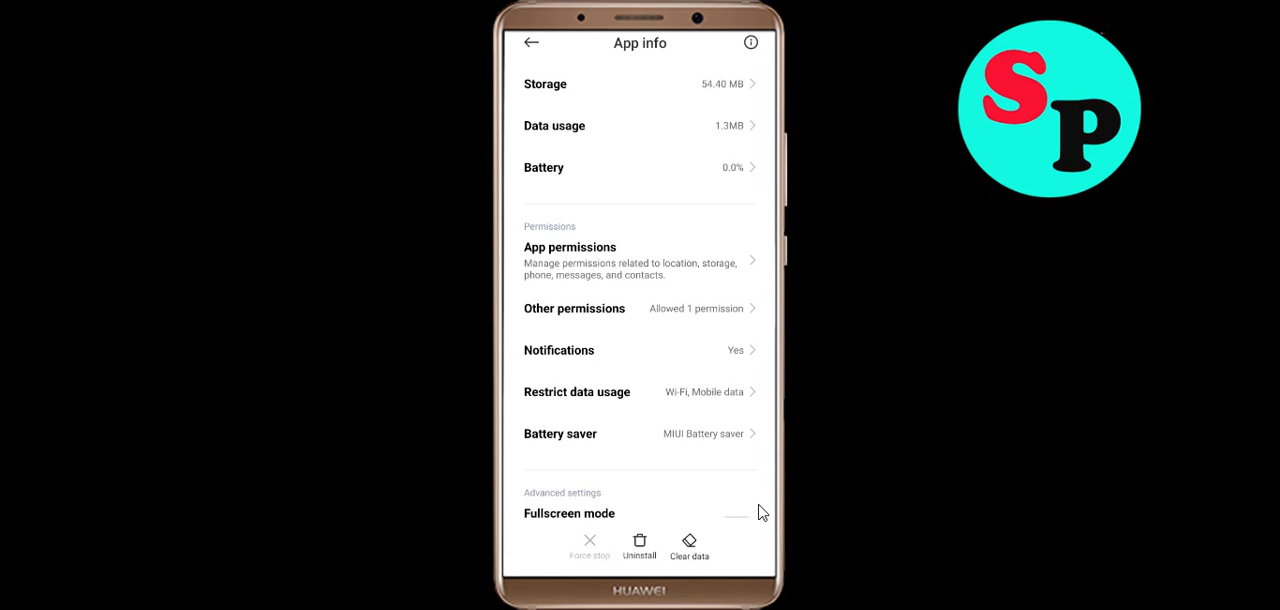 App info
Storage 54.40 MB
Data usage 1.3MB
Battery 0.0%
Permissions
App permissions
Manage permissions related to location, storage,
phone, messages, and contacts.
Other permissions Allowed 1 permission
Notifications Yes
Restrict data usage Wi-Fi, Mobile data
Battery saver MIUI Battery saver
Advanced settings
Fullscreen mode
Force stop Uninstall Clear data
HUAWEI
SP